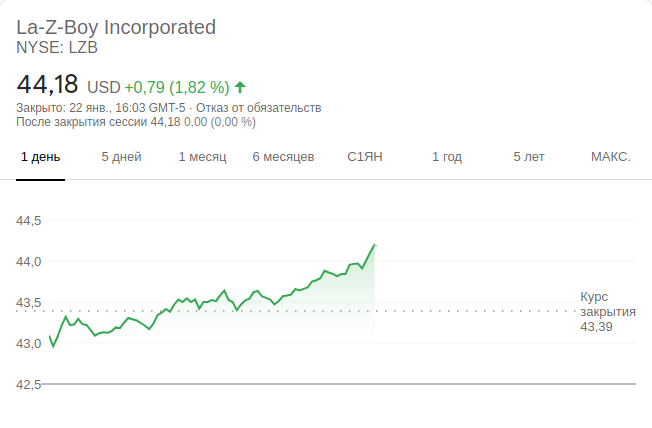 La-Z-Boy Incorporated
NYSE: LZB
44,18 USD +0,79 (1,82 %)
Закрыто: 22 янв., 16:03 GMT-5 · Отказ от обязательств
После закрытия сессии 44,18 0,00 (0,00 %)
1 день 5 дней 1 месяц 6 месяцев С1ЯН 1 год 5 лет МАКС.
44,5
44,0
43,5
Курс
закрытия
43,39
43,0
42,5